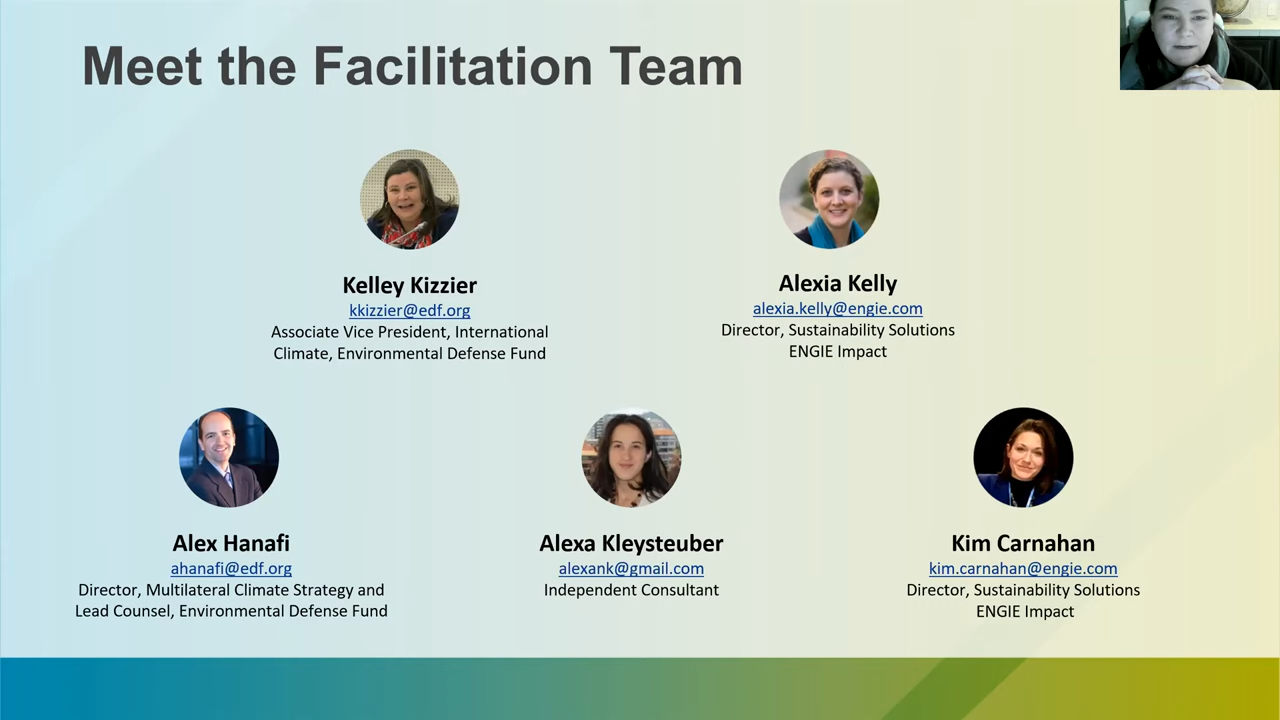 Meet the Facilitation Team
Kelley Kizzier
kkizzier@edf.org
Associate Vice President, International
Climate, Environmental Defense Fund
Alexia Kelly
alexia.kelly@engie.com
Director, Sustainability Solutions
ENGIE Impact
Alex Hanafi
ahanafi@edf.org
Director, Multilateral Climate Strategy and
Lead Counsel, Environmental Defense Fund
Alexa Kleysteuber
alexank@gmail.com
Independent Consultant
Kim Carnahan
kim.carnahan@engie.com
Director, Sustainability Solutions
ENGIE Impact